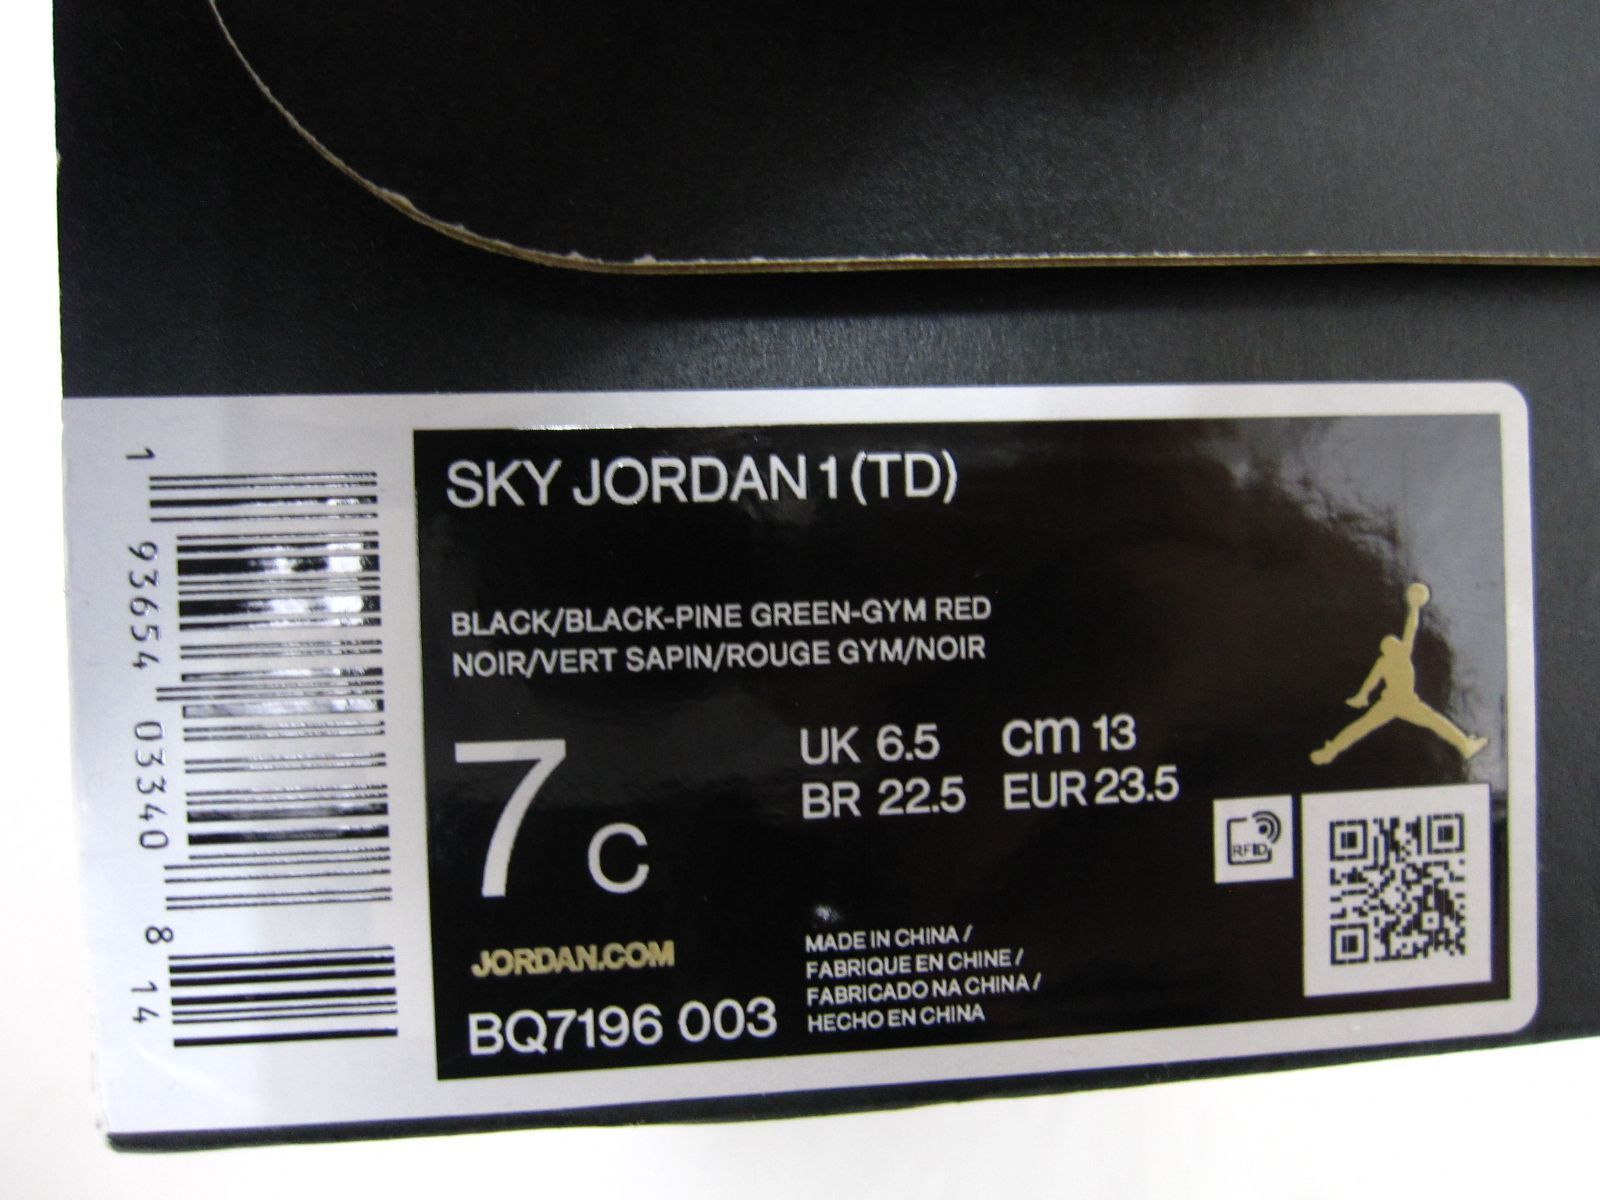 SKY JORDAN 1 (TD)
BLACK/BLACK-PINE GREEN-GYM RED
NOIR/VERT SAPIN/ROUGE GYM/NOIR
7 C
UK 6.5 cm 13
BR 22.5 EUR 23.5
RFID
JORDAN.COM
BQ7196 003
MADE IN CHINA /
FABRIQUE EN CHINE /
FABRICADO NA CHINA /
HECHO EN CHINA
1 93654 03340 8 14